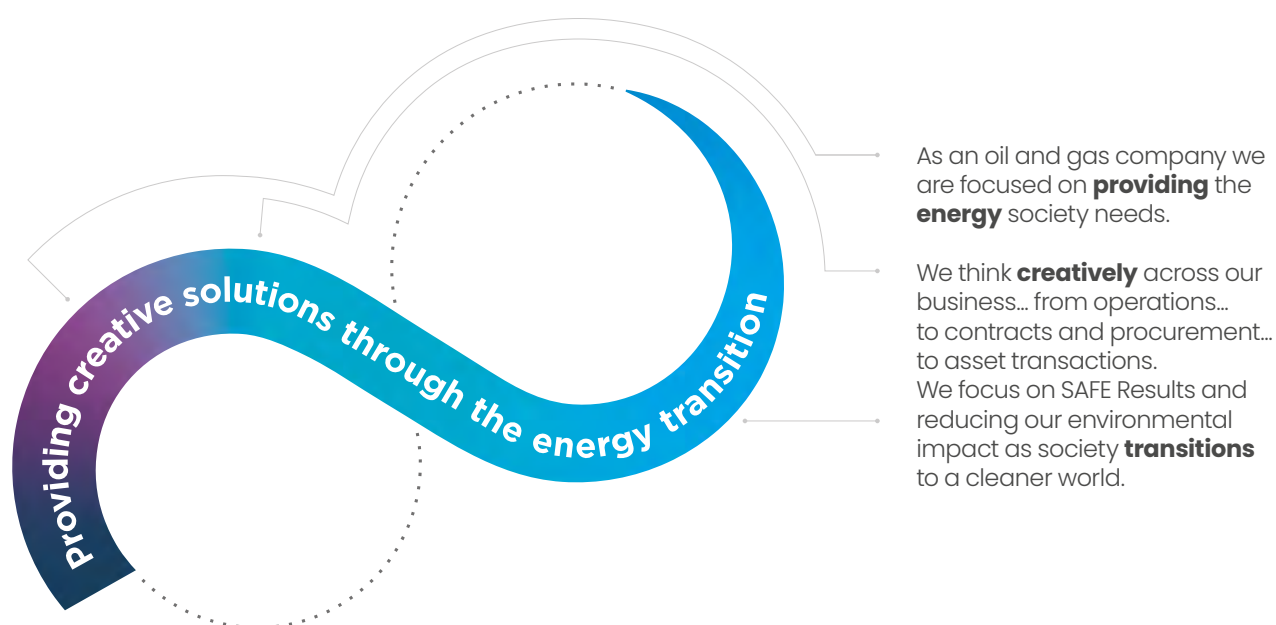 Providing creative solutions through the energy transition
As an oil and gas company we
are focused on providing the
energy society needs.
We think creatively across our
business... from operations...
to contracts and procurement...
to asset transactions.
We focus on SAFE Results and
reducing our environmental
impact as society transitions
to a cleaner world.